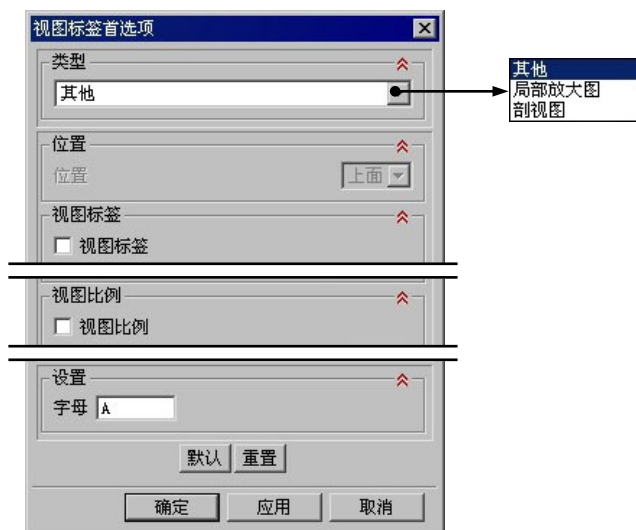 视图标签首选项
类型
其他
其他
局部放大图
剖视图
位置
位置 上面
视图标签
视图标签
视图比例
视图比例
设置
字母 A
默认 重置
确定 应用 取消